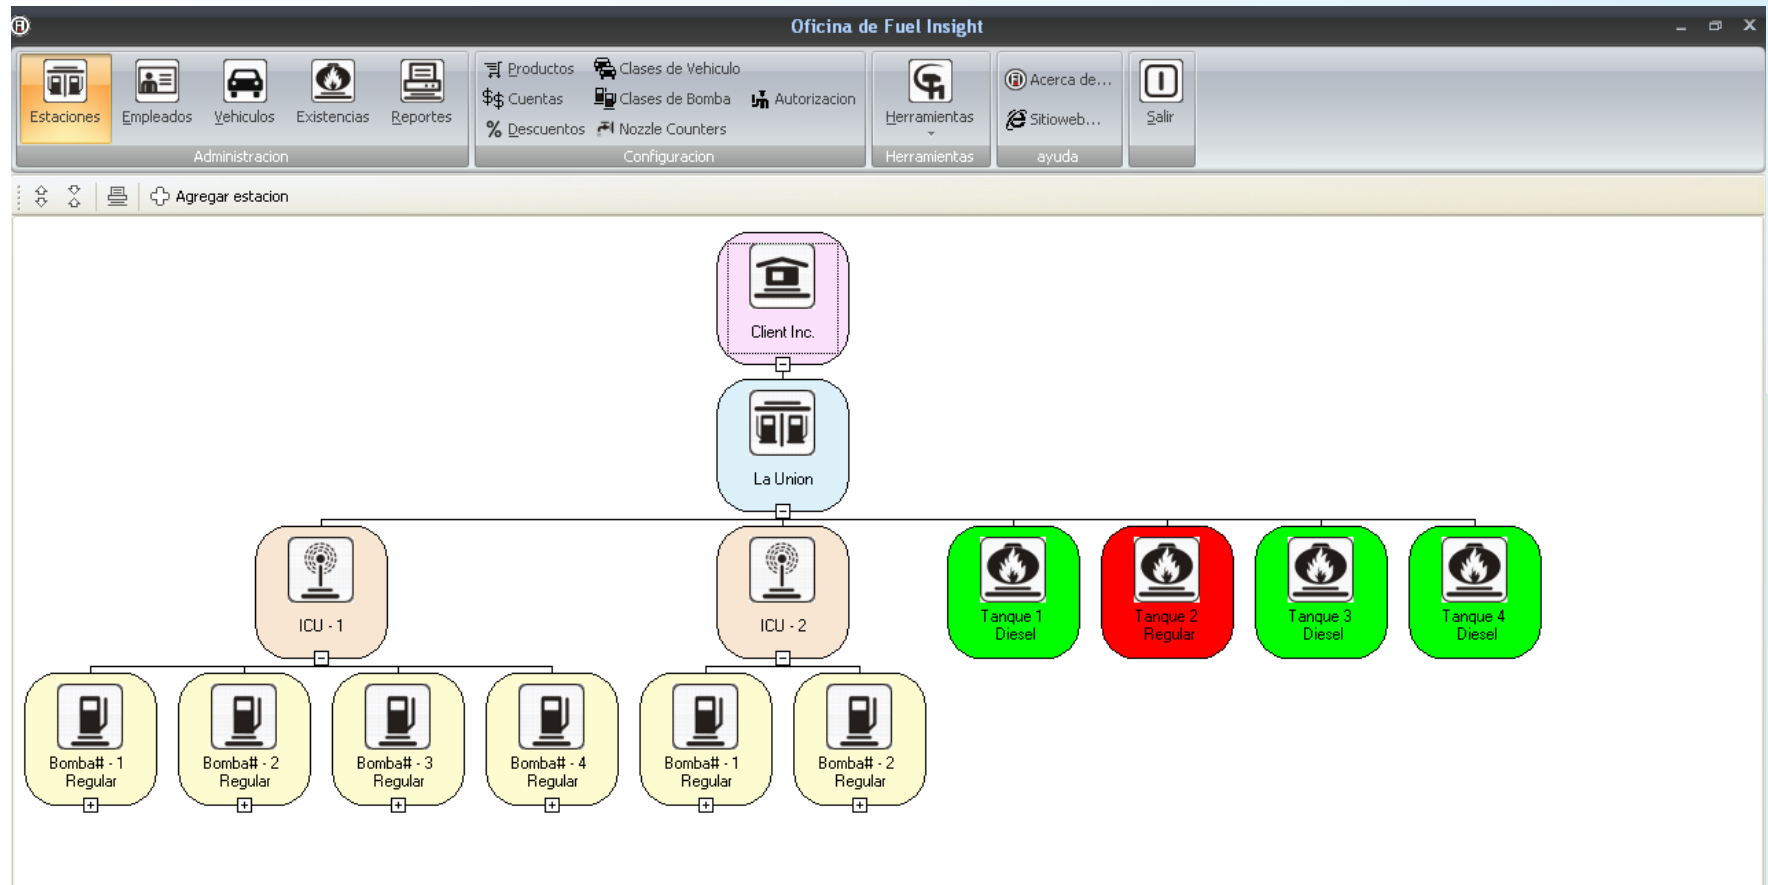 Oficina de Fuel Insight
Estaciones
Empleados
Vehiculos
Existencias
Reportes
Administracion
Productos
Clases de Vehiculo
$$ Cuentas
Clases de Bomba
Autorizacion
% Descuentos
Nozzle Counters
Configuracion
Herramientas
Herramientas
Acerca de...
Sitioweb...
ayuda
Salir
Agregar estacion
Client Inc.
La Union
ICU - 1
ICU - 2
Tanque 1
Diesel
Tanque 2
Regular
Tanque 3
Diesel
Tanque 4
Diesel
Bomba# - 1
Regular
Bomba# - 2
Regular
Bomba# - 3
Regular
Bomba# - 4
Regular
Bomba# - 1
Regular
Bomba# - 2
Regular